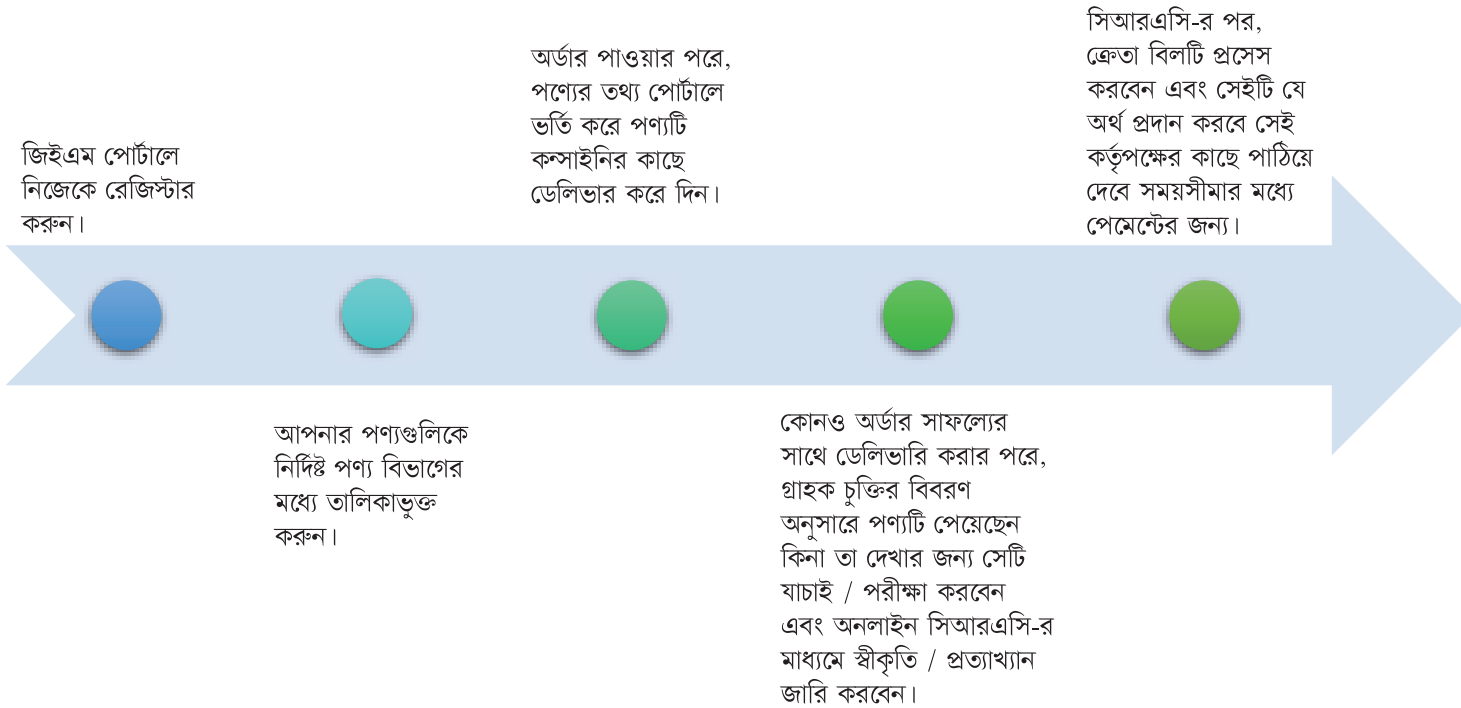 জিইএম পোর্টালে
নিজেকে রেজিস্টার
করুন।
আপনার পণ্যগুলিকে
নির্দিষ্ট পণ্য বিভাগের
মধ্যে তালিকাভুক্ত
করুন।
অর্ডার পাওয়ার পরে,
পণ্যের তথ্য পোর্টালে
ভর্তি করে পণ্যটি
কন্সাইনির কাছে
ডেলিভার করে দিন।
কোনও অর্ডার সাফল্যের
সাথে ডেলিভারি করার পরে,
গ্রাহক চুক্তির বিবরণ
অনুসারে পণ্যটি পেয়েছেন
কিনা তা দেখার জন্য সেটি
যাচাই / পরীক্ষা করবেন
এবং অনলাইন সিআরএসি-র
মাধ্যমে স্বীকৃতি / প্রত্যাখ্যান
জারি করবেন।
সিআরএসি-র পর,
ক্রেতা বিলটি প্রসেস
করবেন এবং সেইটি যে
অর্থ প্রদান করবে সেই
কর্তৃপক্ষের কাছে পাঠিয়ে
দেবে সময়সীমার মধ্যে
পেমেন্টের জন্য।